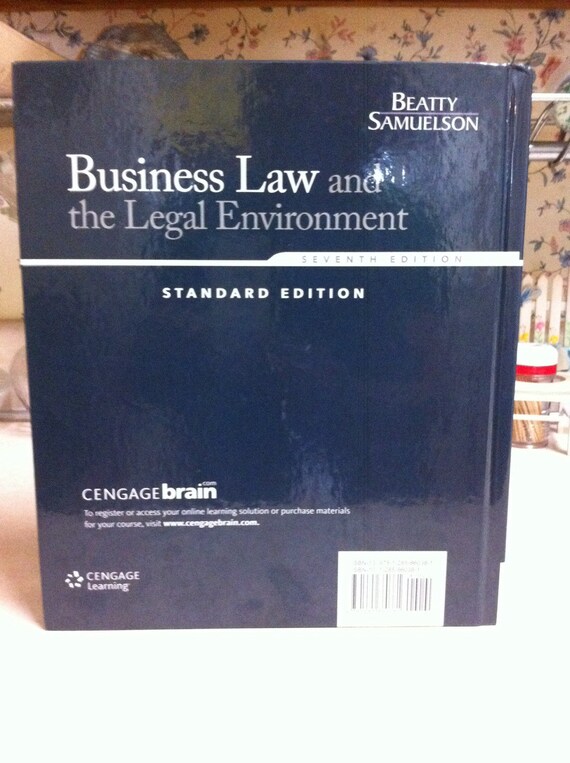 BEATTY
SAMUELSON
Business Law and
the Legal Environment
SEVENTH EDITION
STANDARD EDITION
CENGAGEbrain.com
To register or access your online learning solution or purchase materials
for your course, visit www.cengagebrain.com.
CENGAGE
Learning